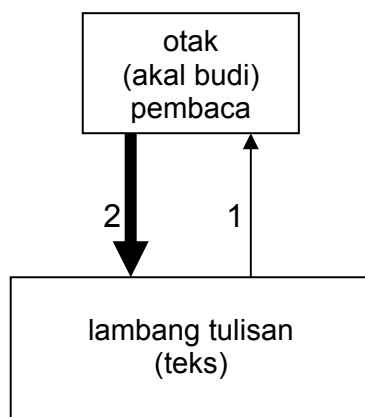 otak
(akal budi)
pembaca
2
1
lambang tulisan
(teks)